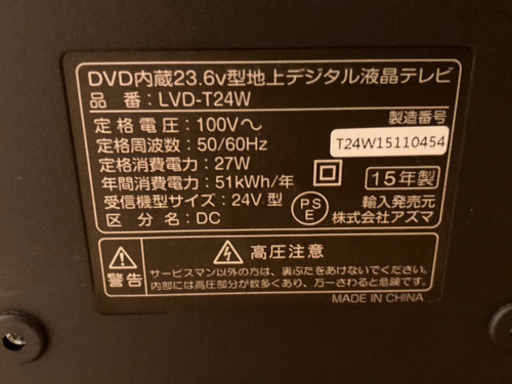 DVD内蔵23.6v型地上デジタル液晶テレビ
品番:LVD-T24W
製造番号
定格電圧:100V～
T24W15110454
定格周波数:50/60Hz
定格消費電力:27W
年間消費電力:51kWh/年
15年製
受信機型サイズ:24V型
PSE
輸入発売元
区分名:DC
株式会社アズマ
高圧注意
警告
サービスマン以外の方は、裏ぶたをあけないでください。
内部には高圧部分が数多くあり、万一さわると危険です。
MADE IN CHINA